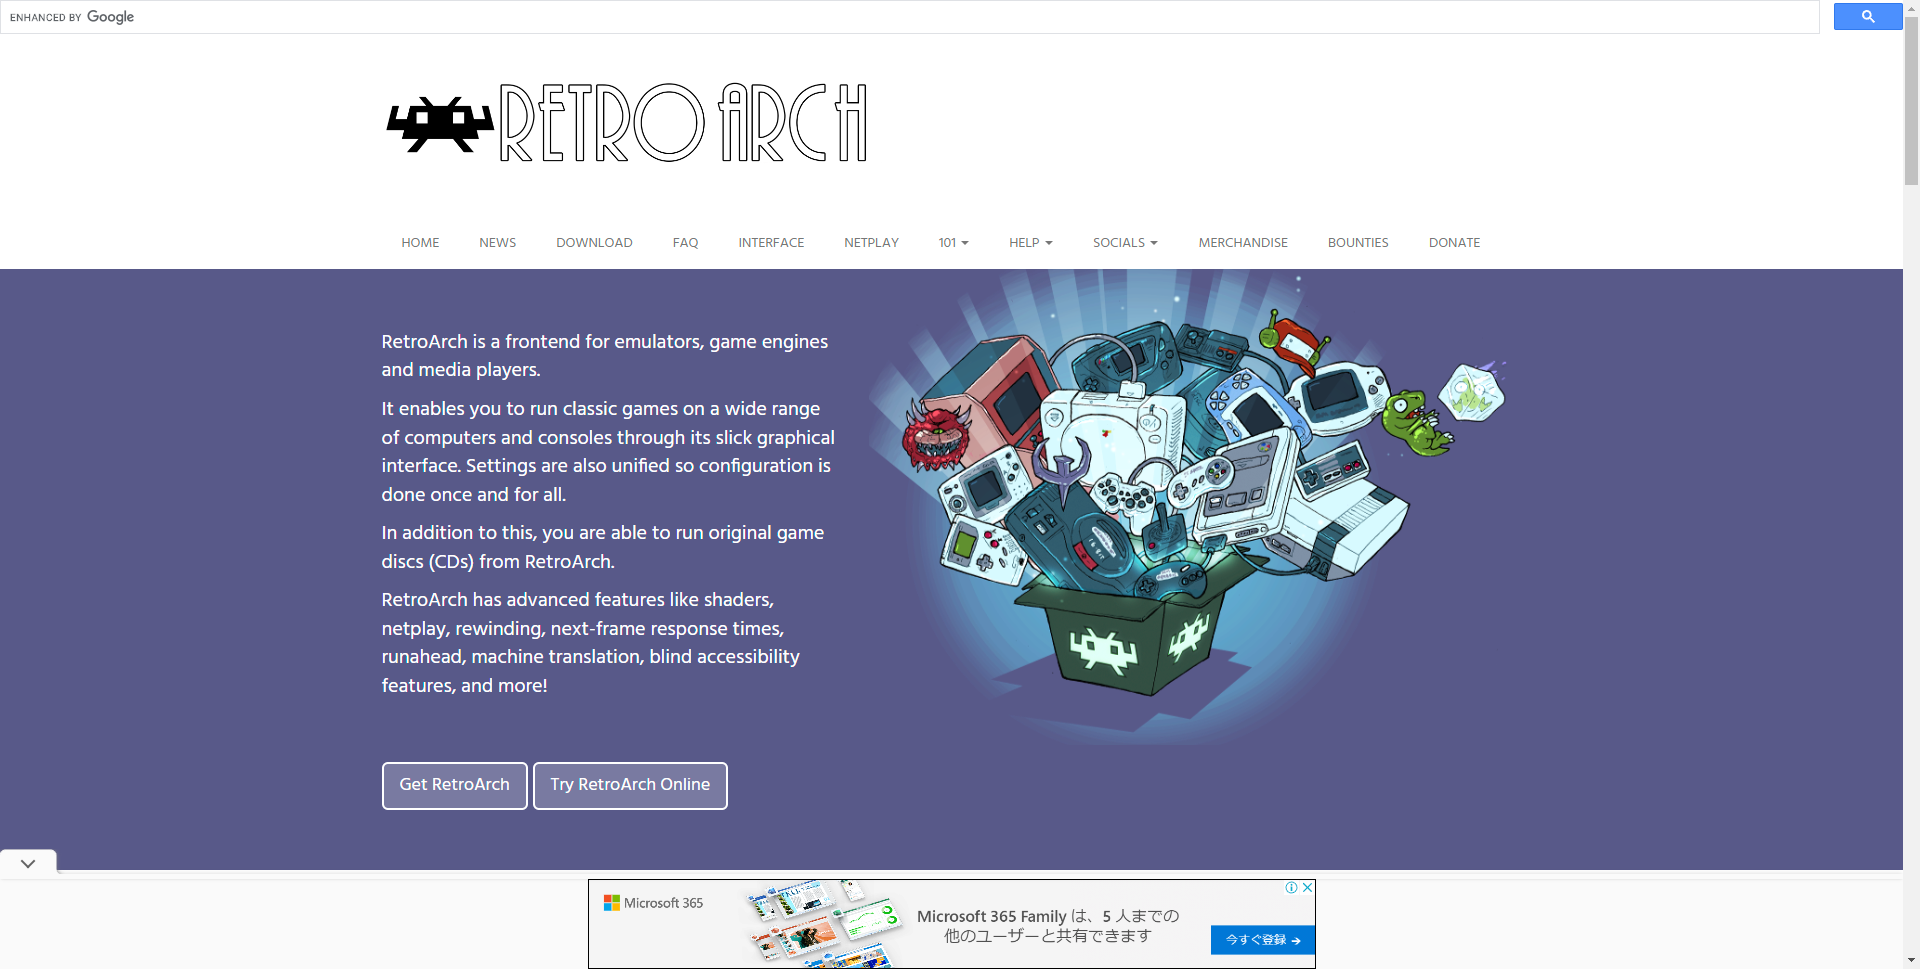 ENHANCED BY Google
RETROARCH
HOME NEWS DOWNLOAD FAQ INTERFACE NETPLAY 101 HELP SOCIALS MERCHANDISE BOUNTIES DONATE
RetroArch is a frontend for emulators, game engines
and media players.
It enables you to run classic games on a wide range
of computers and consoles through its slick graphical
interface. Settings are also unified so configuration is
done once and for all.
In addition to this, you are able to run original game
discs (CDs) from RetroArch.
RetroArch has advanced features like shaders,
netplay, rewinding, next-frame response times,
runahead, machine translation, blind accessibility
features, and more!
Get RetroArch Try RetroArch Online
Microsoft 365
Microsoft 365 Family は、5 人までの
他のユーザーと共有できます
今すぐ登録 →